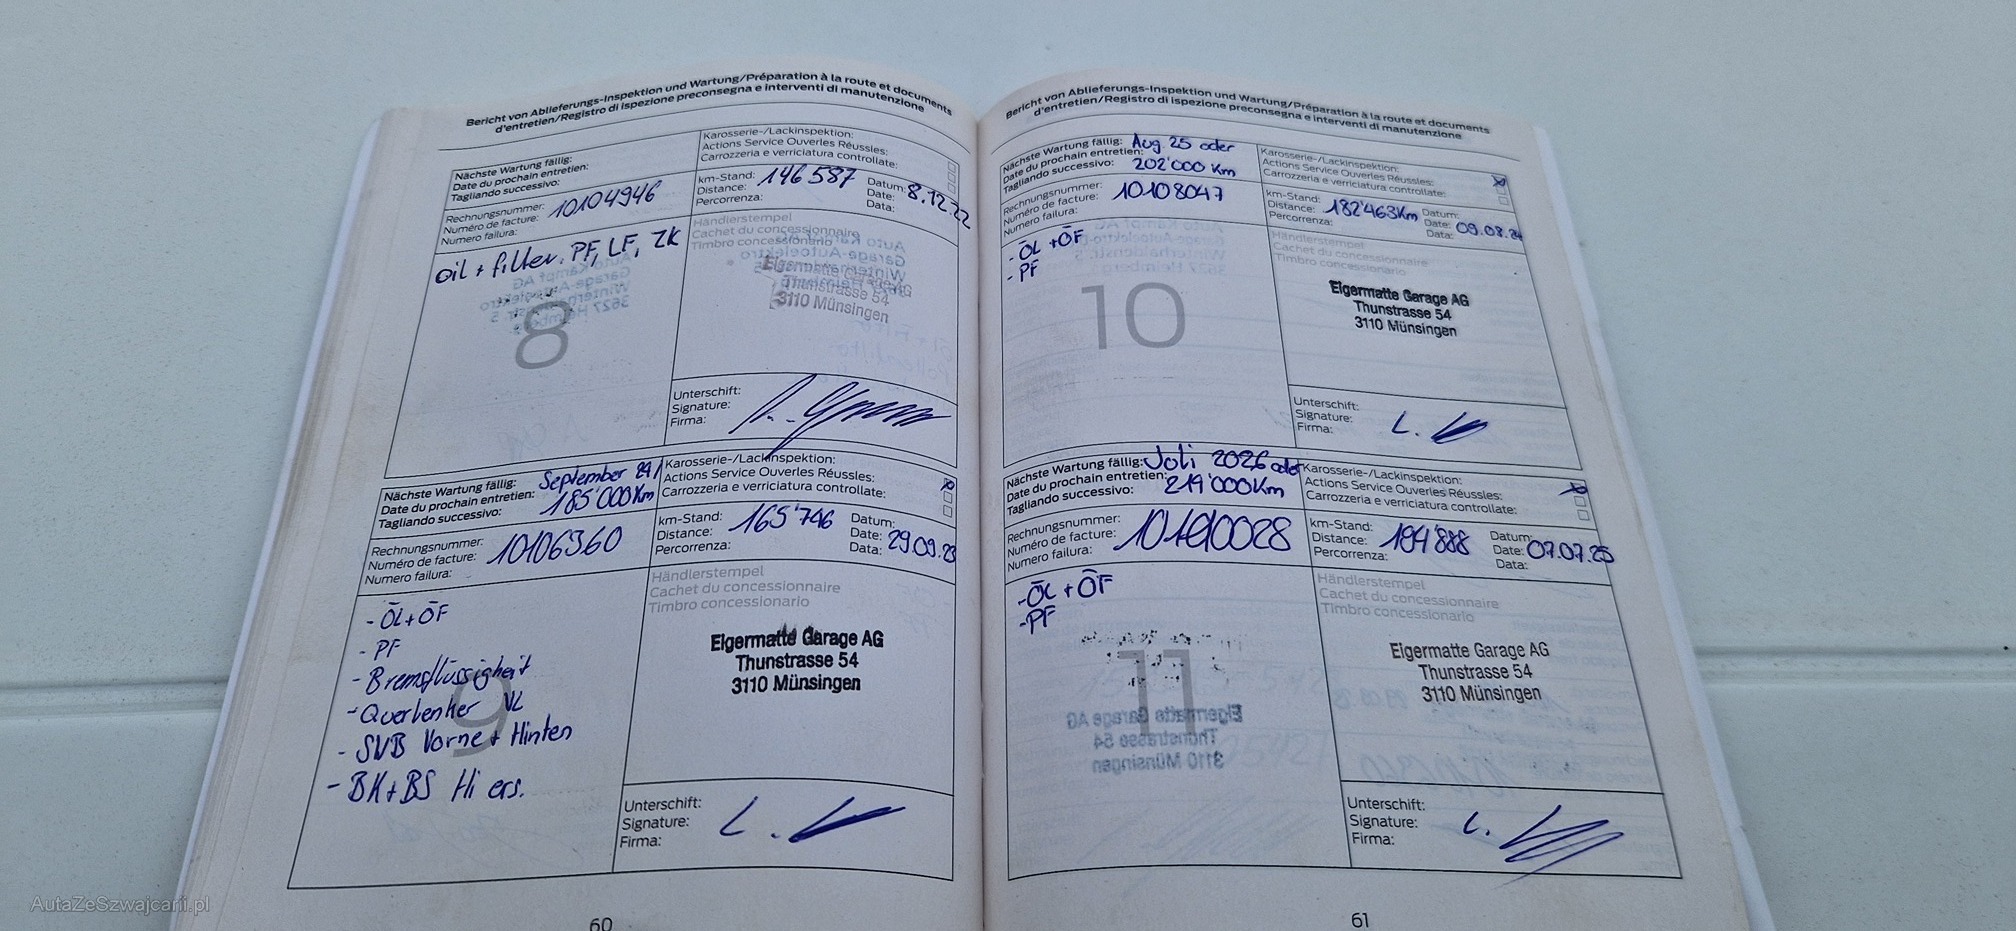 Bericht von Ablieferungs-Inspektion und Wartung/Préparation à la route et documents
d'entretien/Registro di ispezione preconsegna e interventi di manutenzione
Nächste Wartung fällig:
Date du prochain entretien:
Tagliando successivo:
Karosserie-/Lackinspektion:
Actions Service Ouverles Réussles:
Carrozzeria e verriciatura controllate:
Rechnungsnummer:
Numéro de facture: 10104946
Numero failura:
km-Stand:
Distance: 146587
Percorrenza:
Datum:
Date: 8.12.22
Data:
oil + filter. PF, LF, ZK
8
Händlerstempel
Cachet du concessionnaire
Timbro concessionario
Eigermatte Garage AG
Thunstrasse 54
3110 Münsingen
Unterschift:
Signature:
Firma:
Nächste Wartung fällig: September 24/
Date du prochain entretien: 185'000Km
Tagliando successivo:
Karosserie-/Lackinspektion:
Actions Service Ouverles Réussles:
Carrozzeria e verriciatura controllate:
Rechnungsnummer:
Numéro de facture: 10106360
Numero failura:
km-Stand:
Distance: 165'746
Percorrenza:
Datum:
Date: 29.09.23
Data:
- ÖL+ÖF
- PF
- Bremsflüssigheit
- Querlenker VL
- SVB Vorne + Hinten
- BK+BS Hi ers.
9
Händlerstempel
Cachet du concessionnaire
Timbro concessionario
Eigermatte Garage AG
Thunstrasse 54
3110 Münsingen
Unterschift:
Signature:
Firma:
60
Bericht von Ablieferungs-Inspektion und Wartung/Préparation à la route et documents
d'entretien/Registro di ispezione preconsegna e interventi di manutenzione
Nächste Wartung fällig: Aug. 25 oder
Date du prochain entretien:
Tagliando successivo: 202'000 Km
Karosserie-/Lackinspektion:
Actions Service Ouverles Réussles:
Carrozzeria e verriciatura controllate:
Rechnungsnummer:
Numéro de facture: 10108047
Numero failura:
km-Stand:
Distance: 182'463Km
Percorrenza:
Datum:
Date: 09.08.24
Data:
- ÖL +ÖF
- PF
10
Händlerstempel
Cachet du concessionnaire
Timbro concessionario
Eigermatte Garage AG
Thunstrasse 54
3110 Münsingen
Unterschift:
Signature:
Firma:
Nächste Wartung fällig: Joli 2026 oder
Date du prochain entretien: 219'000Km
Tagliando successivo:
Karosserie-/Lackinspektion:
Actions Service Ouverles Réussles:
Carrozzeria e verriciatura controllate:
Rechnungsnummer:
Numéro de facture:
Numero failura:
km-Stand:
Distance: 194'888
Percorrenza:
Datum:
Date: 07.07.25
Data:
- ÖL + ÖF
- PF
11
Händlerstempel
Cachet du concessionnaire
Timbro concessionario
Eigermatte Garage AG
Thunstrasse 54
3110 Münsingen
Unterschift:
Signature:
Firma:
61
AutaZeSzwajcarii.pl